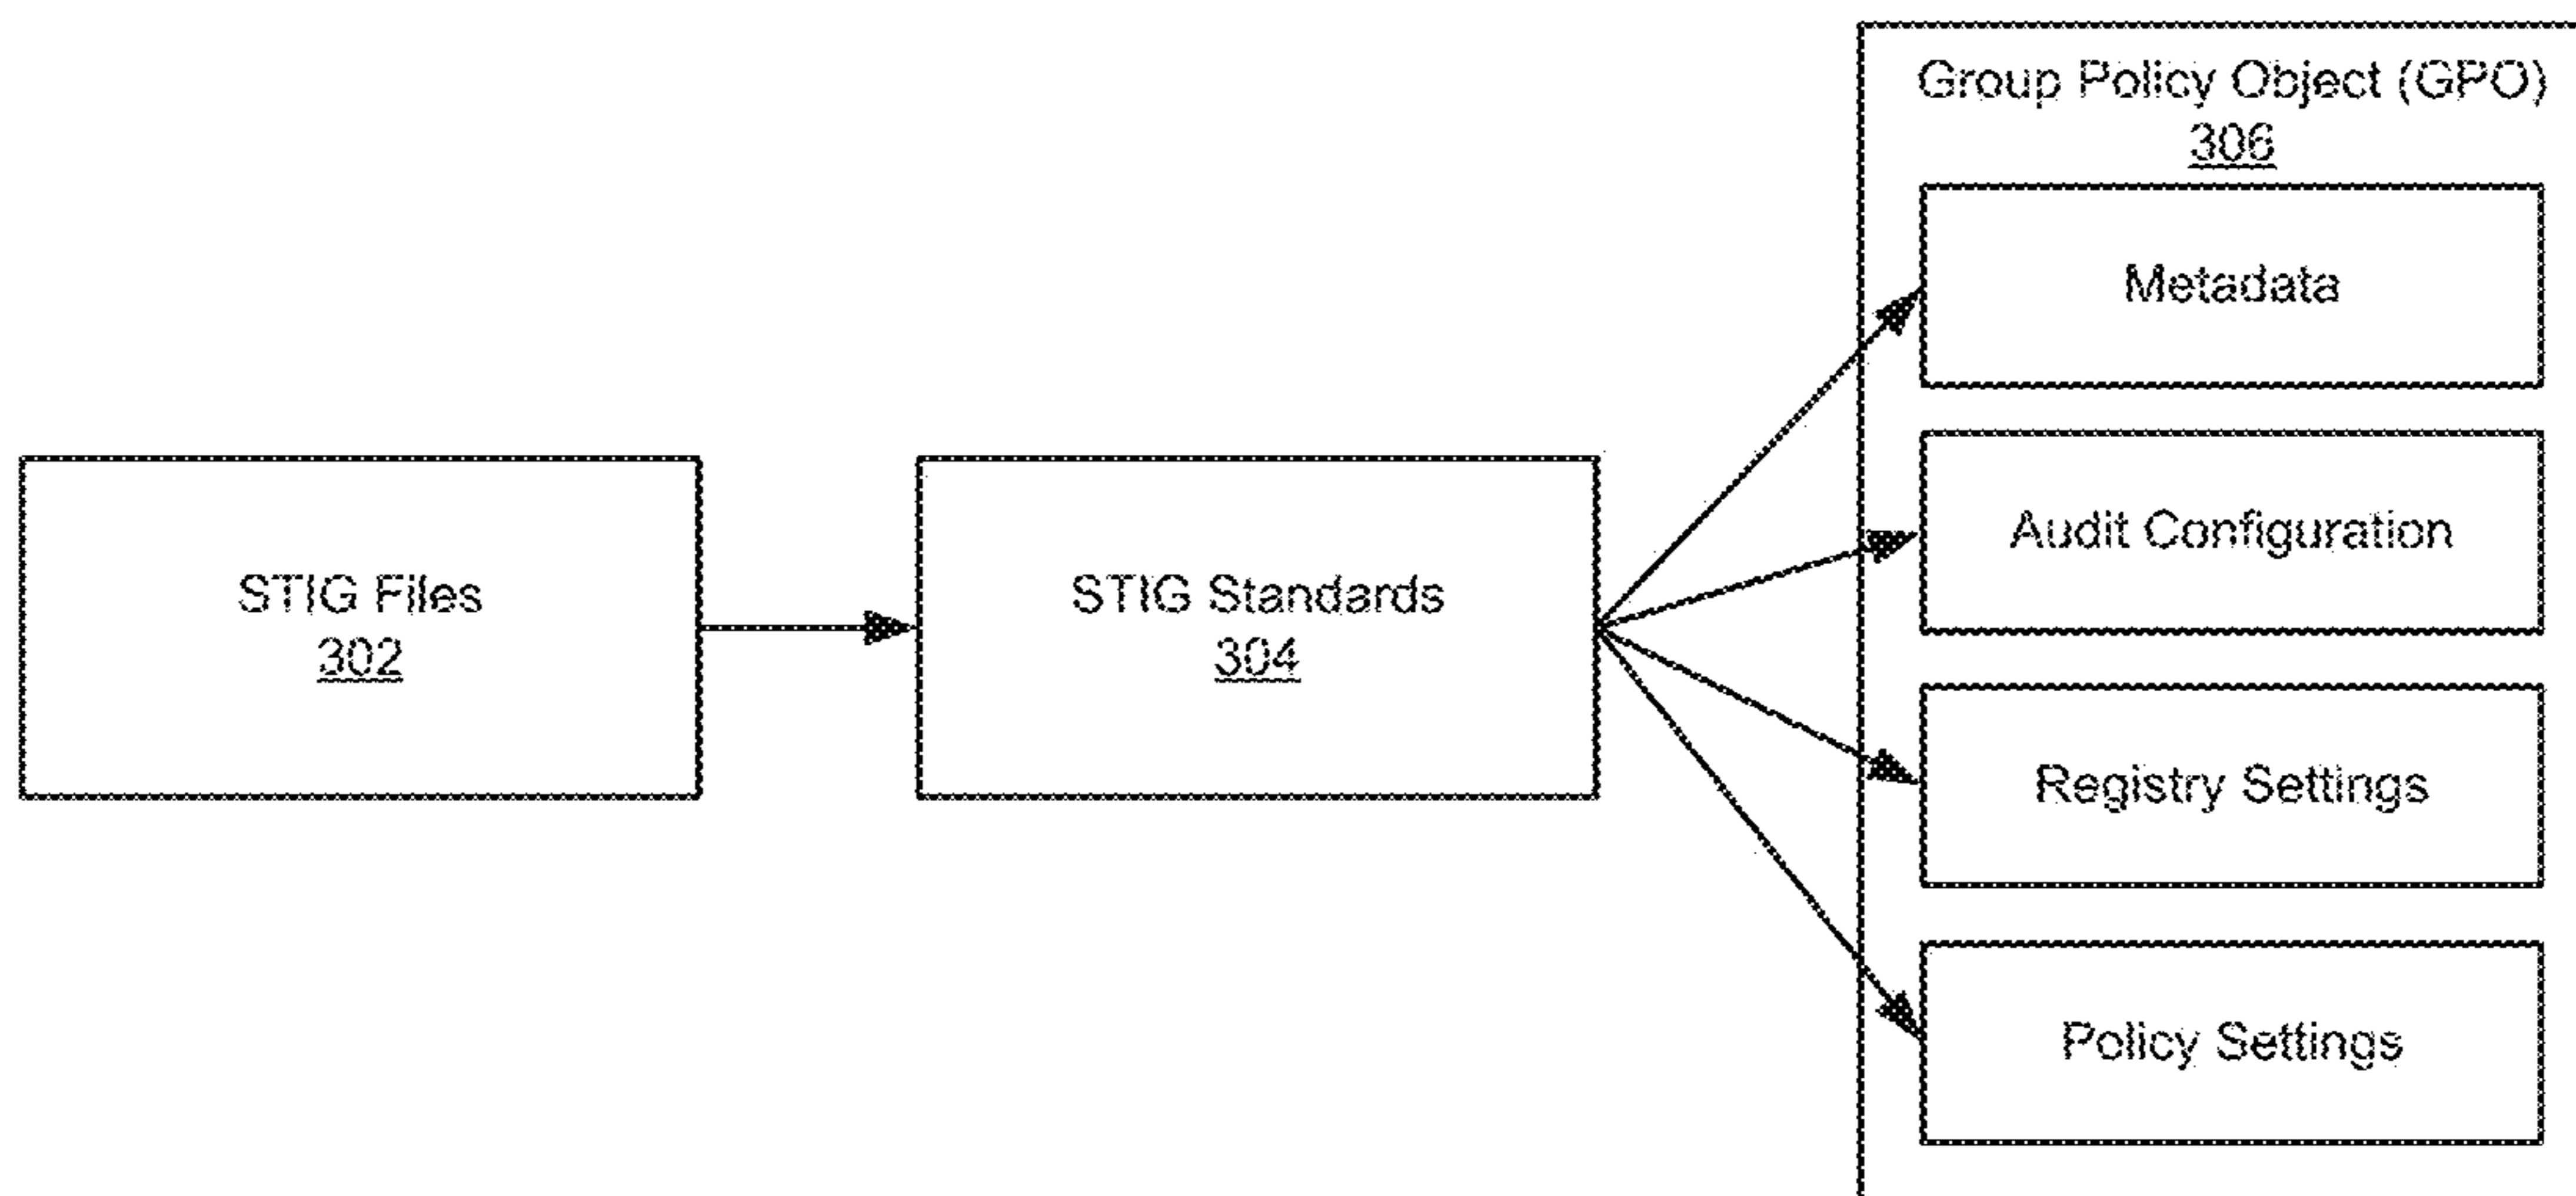 Group Policy Object (GPO)
306
Metadata
Audit Configuration
STIG Files
302
STIG Standards
304
Registry Settings
Policy Settings